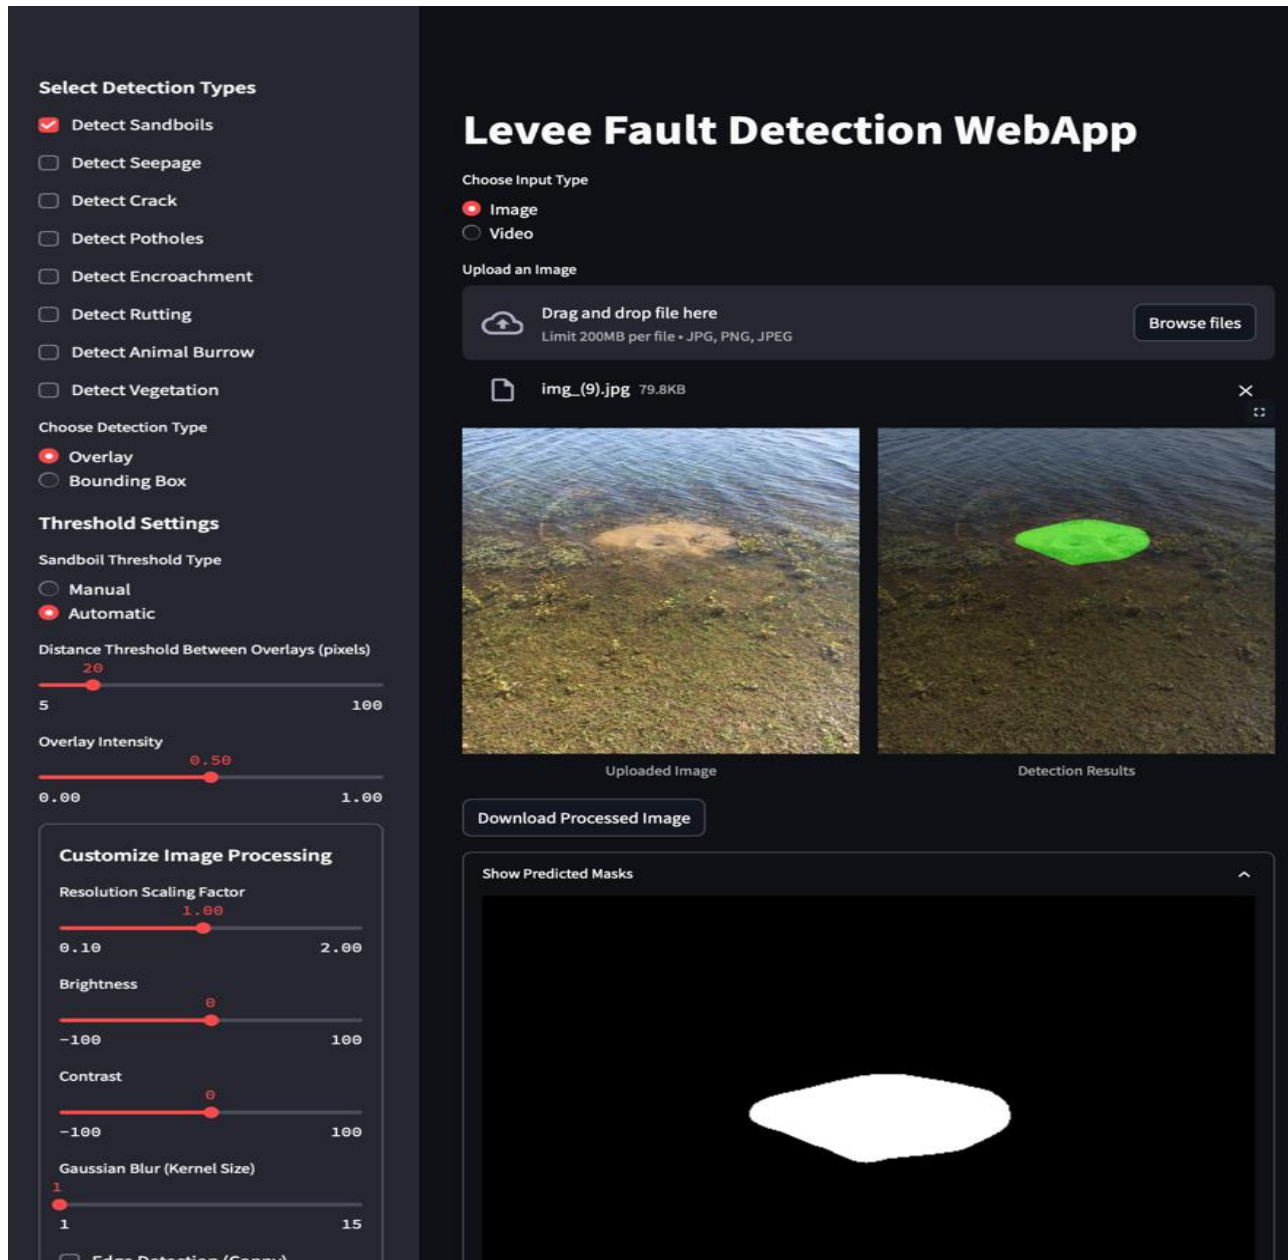 Select Detection Types
Detect Sandboils
Detect Seepage
Detect Crack
Detect Potholes
Detect Encroachment
Detect Rutting
Detect Animal Burrow
Detect Vegetation
Choose Detection Type
Overlay
Bounding Box
Threshold Settings
Sandboil Threshold Type
Manual
Automatic
Distance Threshold Between Overlays (pixels)
20
5 100
Overlay Intensity
0.50
0.00 1.00
Customize Image Processing
Resolution Scaling Factor
1.00
0.10 2.00
Brightness
0
-100 100
Contrast
0
-100 100
Gaussian Blur (Kernel Size)
1
1 15
Edge Detection (Canny)
Levee Fault Detection WebApp
Choose Input Type
Image
Video
Upload an Image
Drag and drop file here
Limit 200MB per file • JPG, PNG, JPEG
Browse files
img_(9).jpg 79.8KB
Uploaded Image
Detection Results
Download Processed Image
Show Predicted Masks